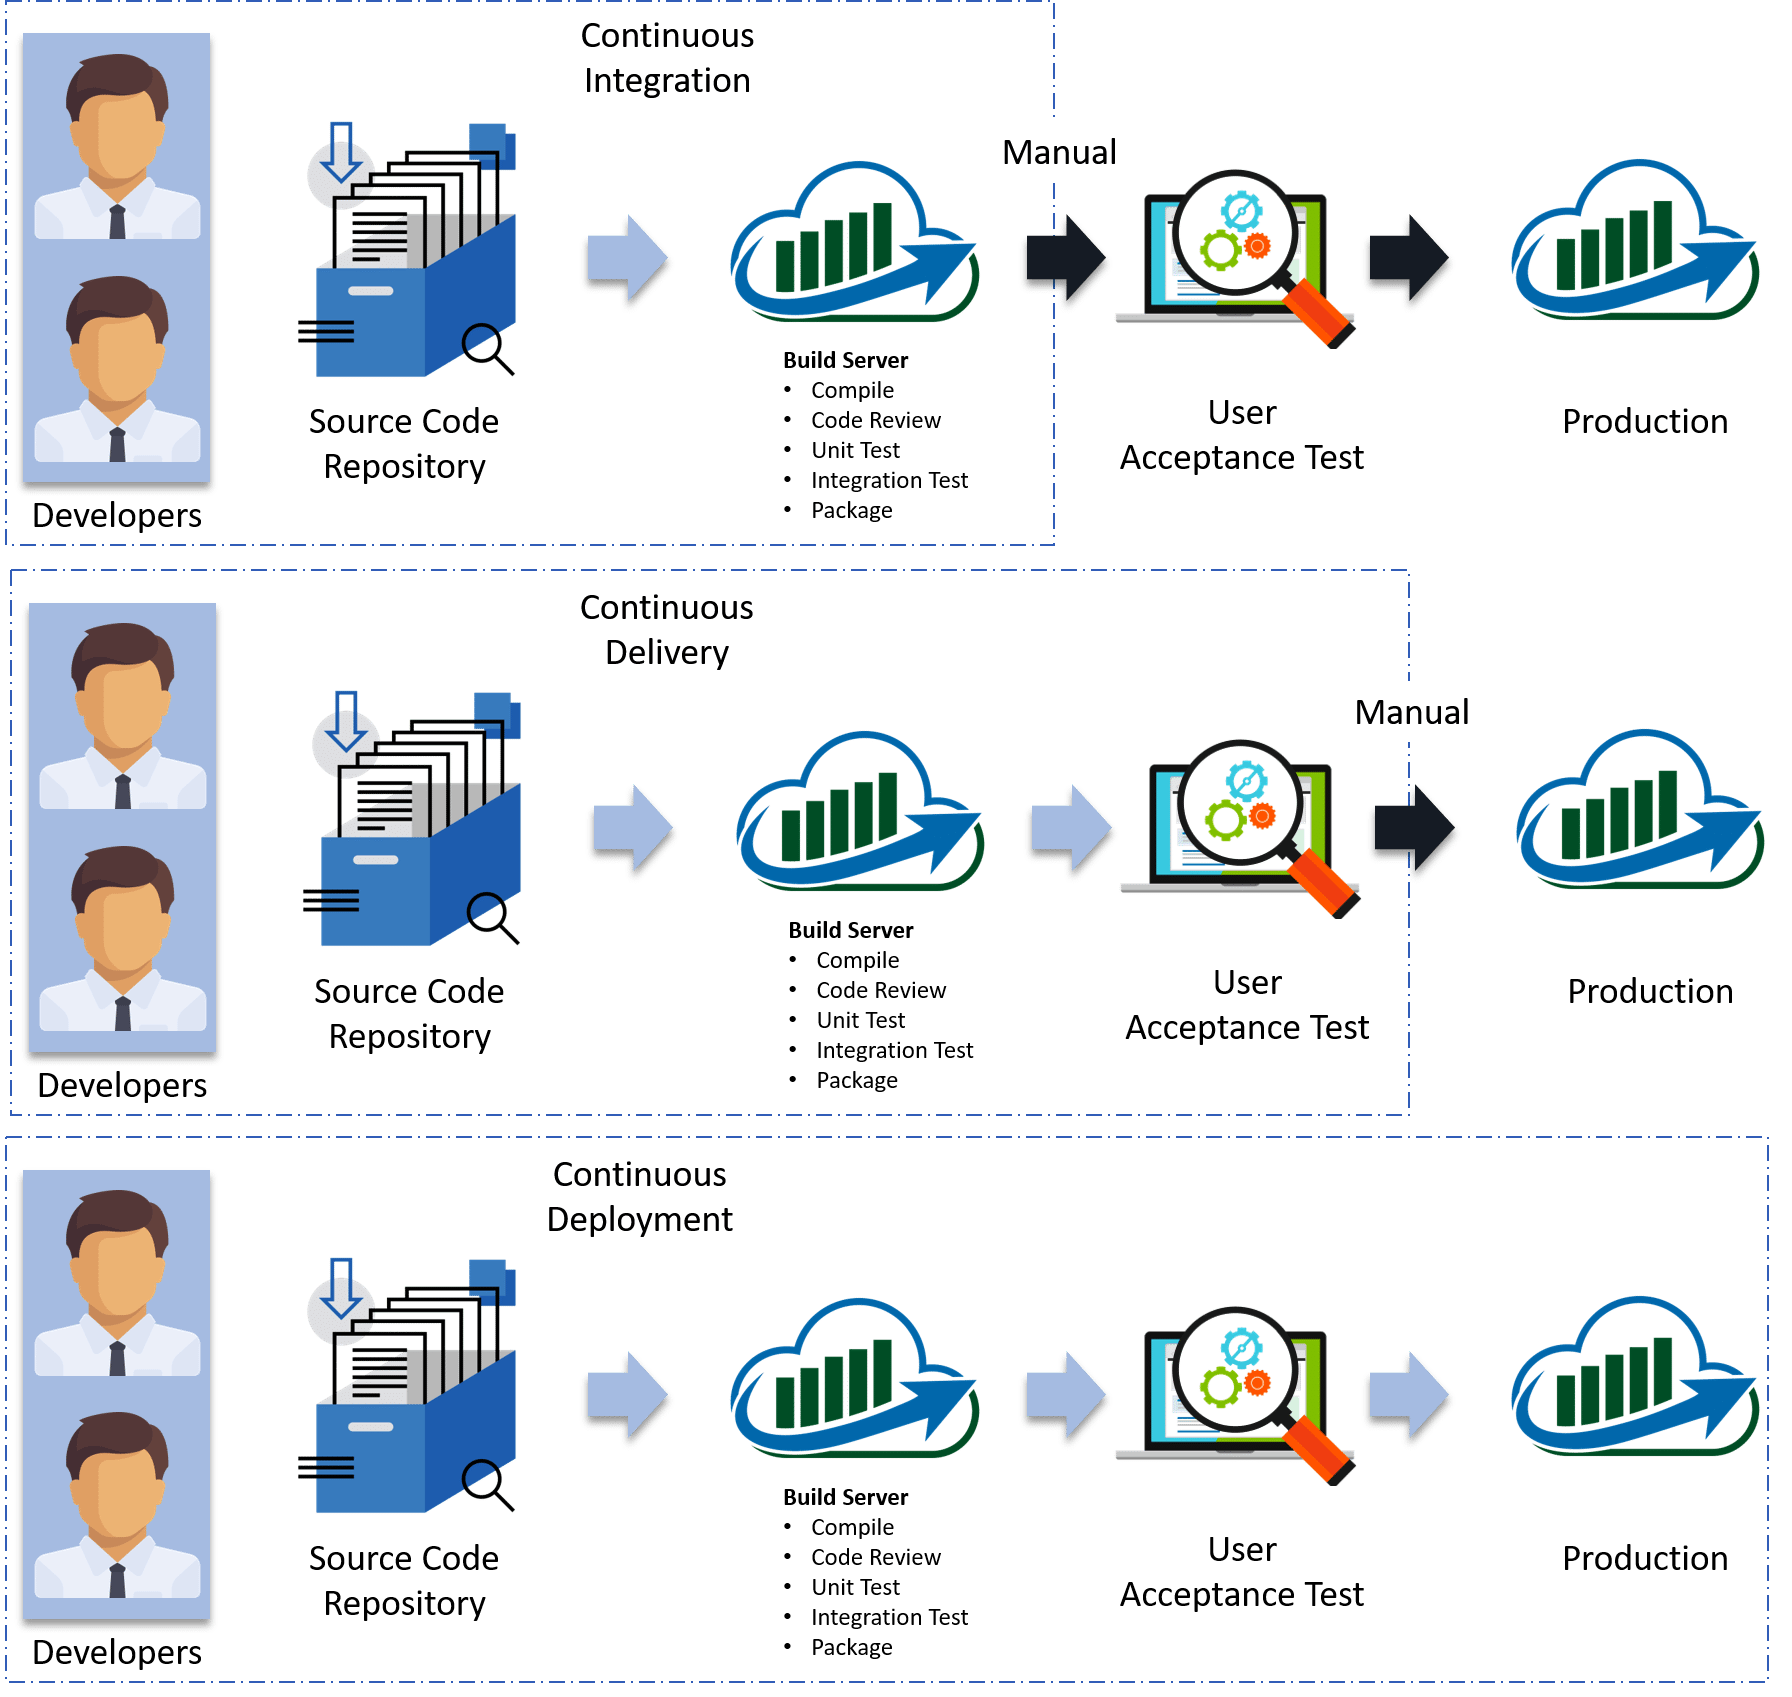 Continuous
Integration
Manual
Build Server
• Compile
• Code Review
• Unit Test
• Integration Test
• Package
Source Code
Repository
User
Acceptance Test
Production
Developers
Continuous
Delivery
Manual
Build Server
• Compile
• Code Review
• Unit Test
• Integration Test
• Package
Source Code
Repository
User
Acceptance Test
Production
Developers
Continuous
Deployment
Build Server
• Compile
• Code Review
• Unit Test
• Integration Test
• Package
Source Code
Repository
User
Acceptance Test
Production
Developers